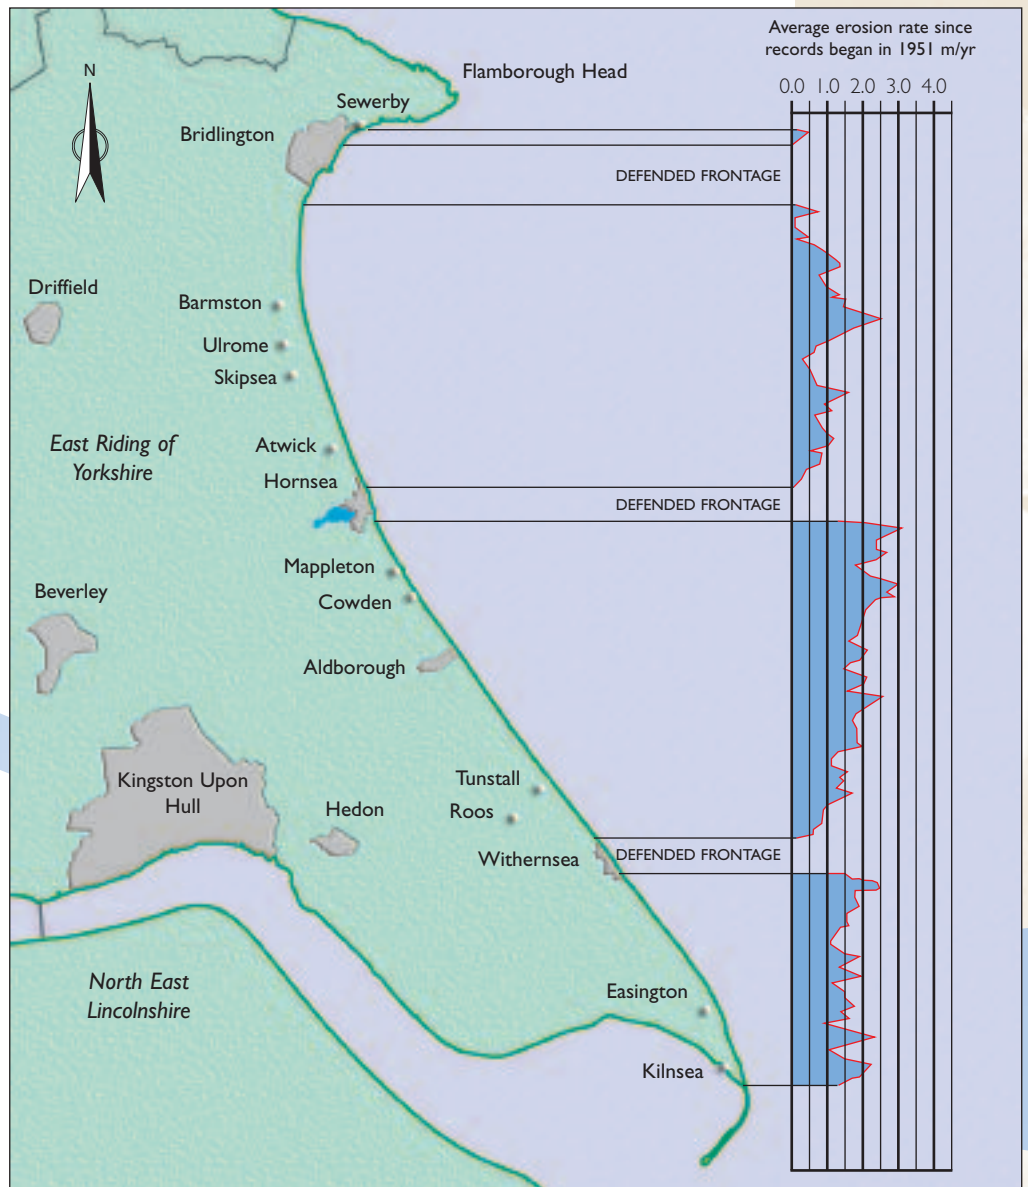 Average erosion rate since
records began in 1951 m/yr
0.0 1.0 2.0 3.0 4.0
N
Flamborough Head
Sewerby
Bridlington
DEFENDED FRONTAGE
Driffield
Barmston
Ulrome
Skipsea
East Riding of
Yorkshire
Atwick
Hornsea
DEFENDED FRONTAGE
Mappleton
Beverley
Cowden
Aldborough
Kingston Upon
Hull
Tunstall
Hedon
Roos
Withernsea
DEFENDED FRONTAGE
North East
Lincolnshire
Easington
Kilnsea